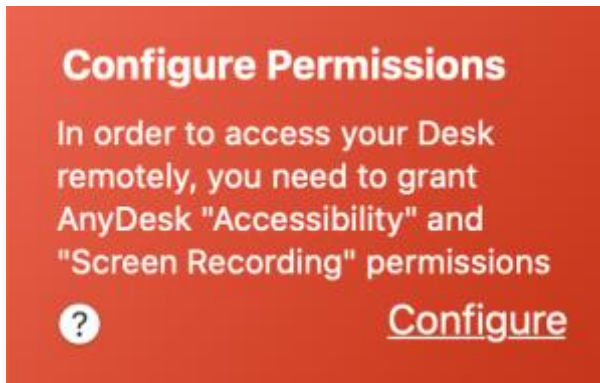 Configure Permissions
In order to access your Desk
remotely, you need to grant
AnyDesk "Accessibility" and
"Screen Recording" permissions
?
Configure